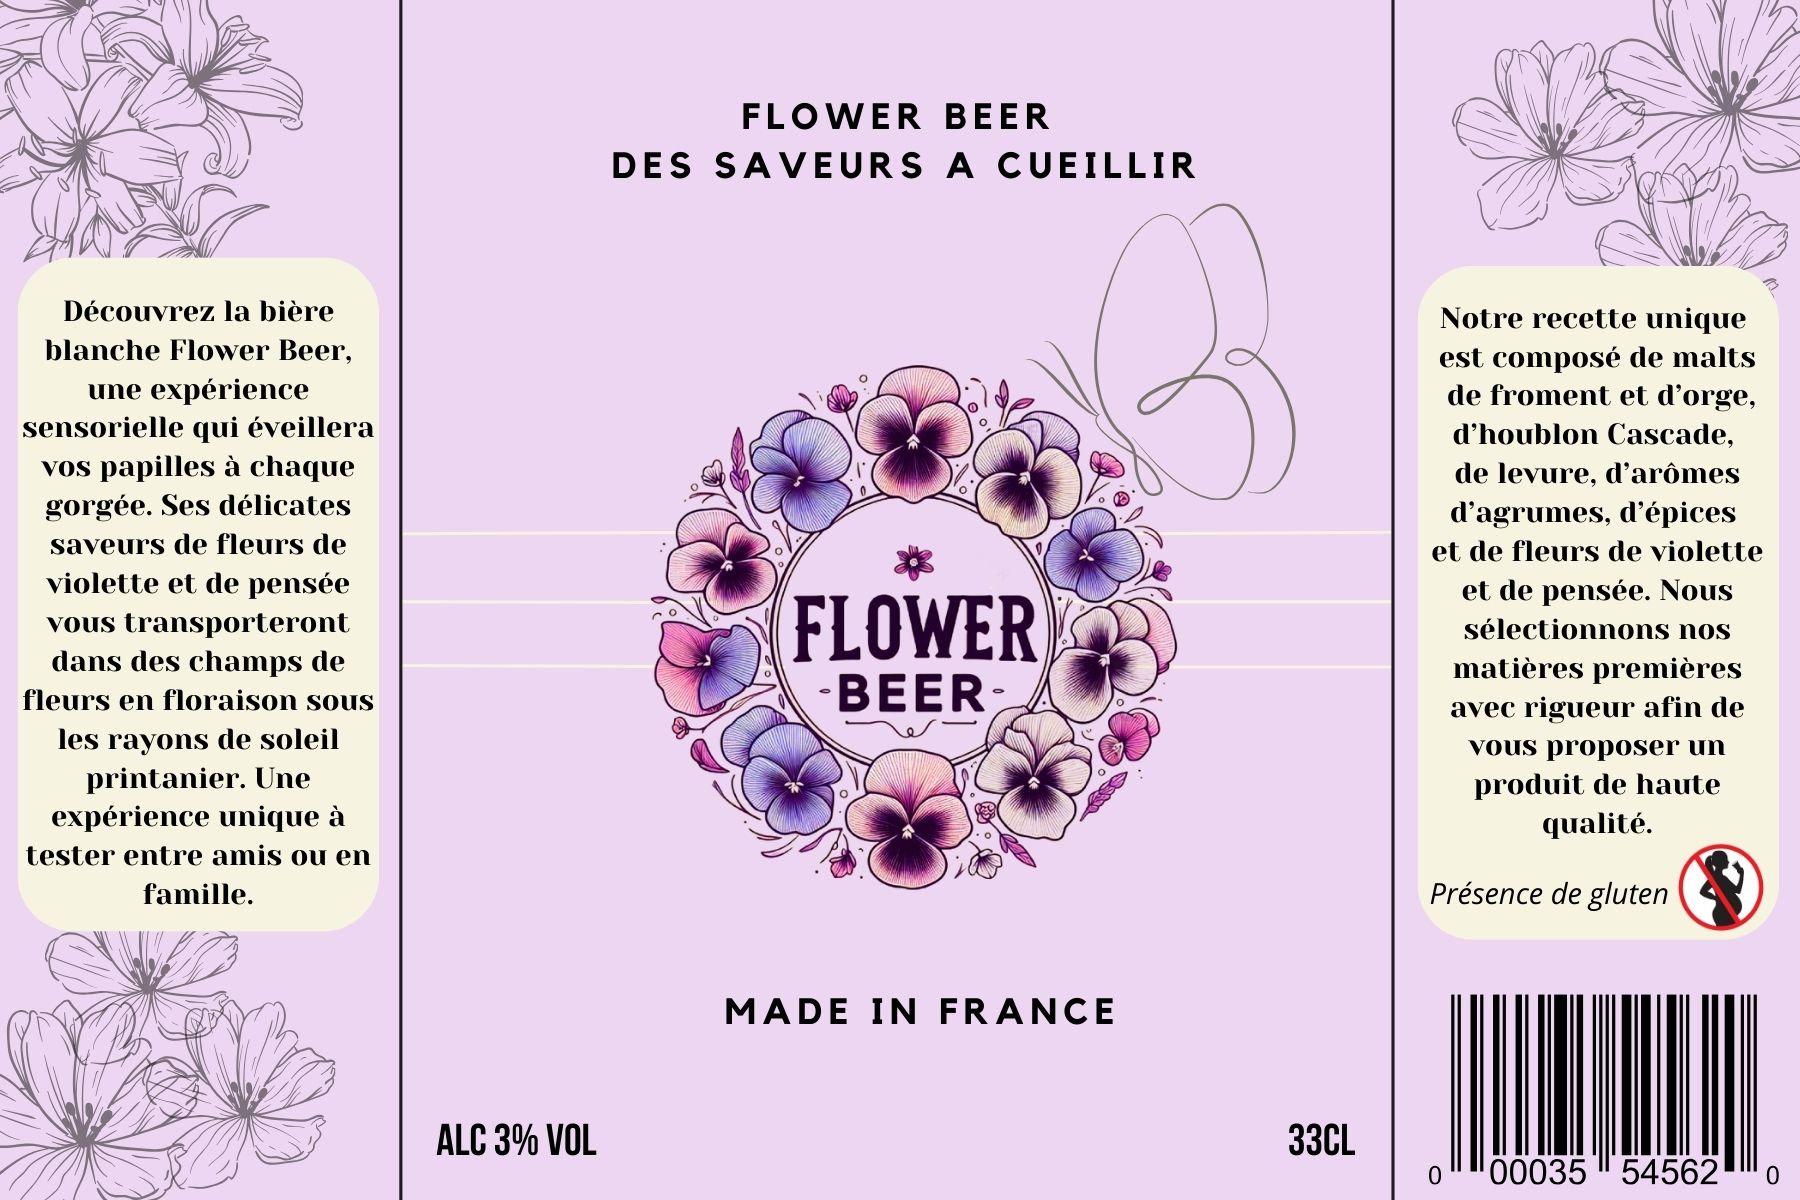 Découvrez la bière
blanche Flower Beer,
une expérience
sensorielle qui éveillera
vos papilles à chaque
gorgée. Ses délicates
saveurs de fleurs de
violette et de pensée
vous transporteront
dans des champs de
fleurs en floraison sous
les rayons de soleil
printanier. Une
expérience unique à
tester entre amis ou en
famille.
FLOWER BEER
DES SAVEURS A CUEILLIR
FLOWER
-BEER-
MADE IN FRANCE
ALC 3% VOL
33CL
Notre recette unique
est composé de malts
de froment et d’orge,
d’houblon Cascade,
de levure, d’arômes
d’agrumes, d’épices
et de fleurs de violette
et de pensée. Nous
sélectionnons nos
matières premières
avec rigueur afin de
vous proposer un
produit de haute
qualité.
Présence de gluten
0 00035 54562 0